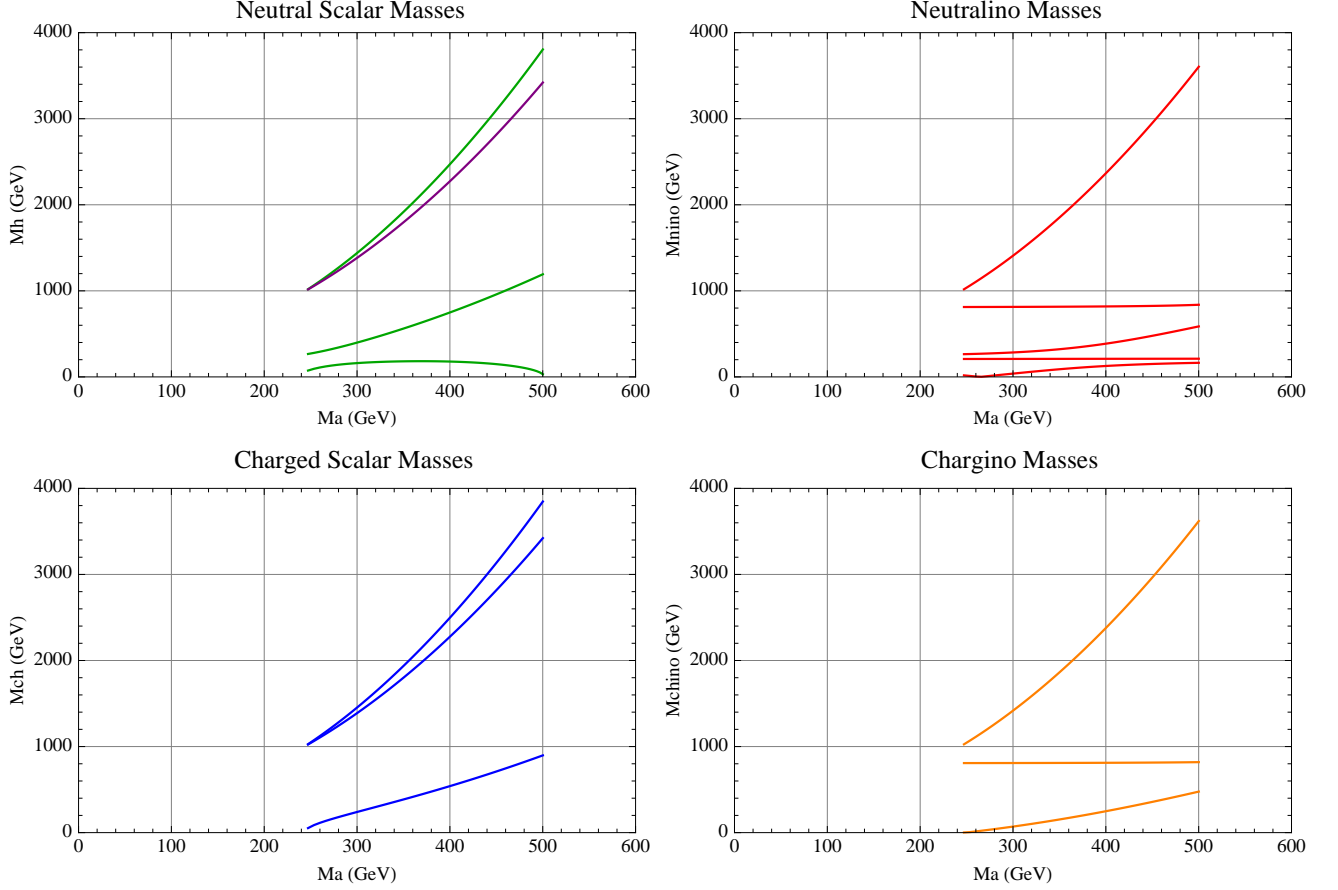 Neutral Scalar Masses
4000
3000
2000
1000
0
Mh (GeV)
0 100 200 300 400 500 600
Ma (GeV)
Neutralino Masses
4000
3000
2000
1000
0
Mnino (GeV)
0 100 200 300 400 500 600
Ma (GeV)
Charged Scalar Masses
4000
3000
2000
1000
0
Mch (GeV)
0 100 200 300 400 500 600
Ma (GeV)
Chargino Masses
4000
3000
2000
1000
0
Mchino (GeV)
0 100 200 300 400 500 600
Ma (GeV)